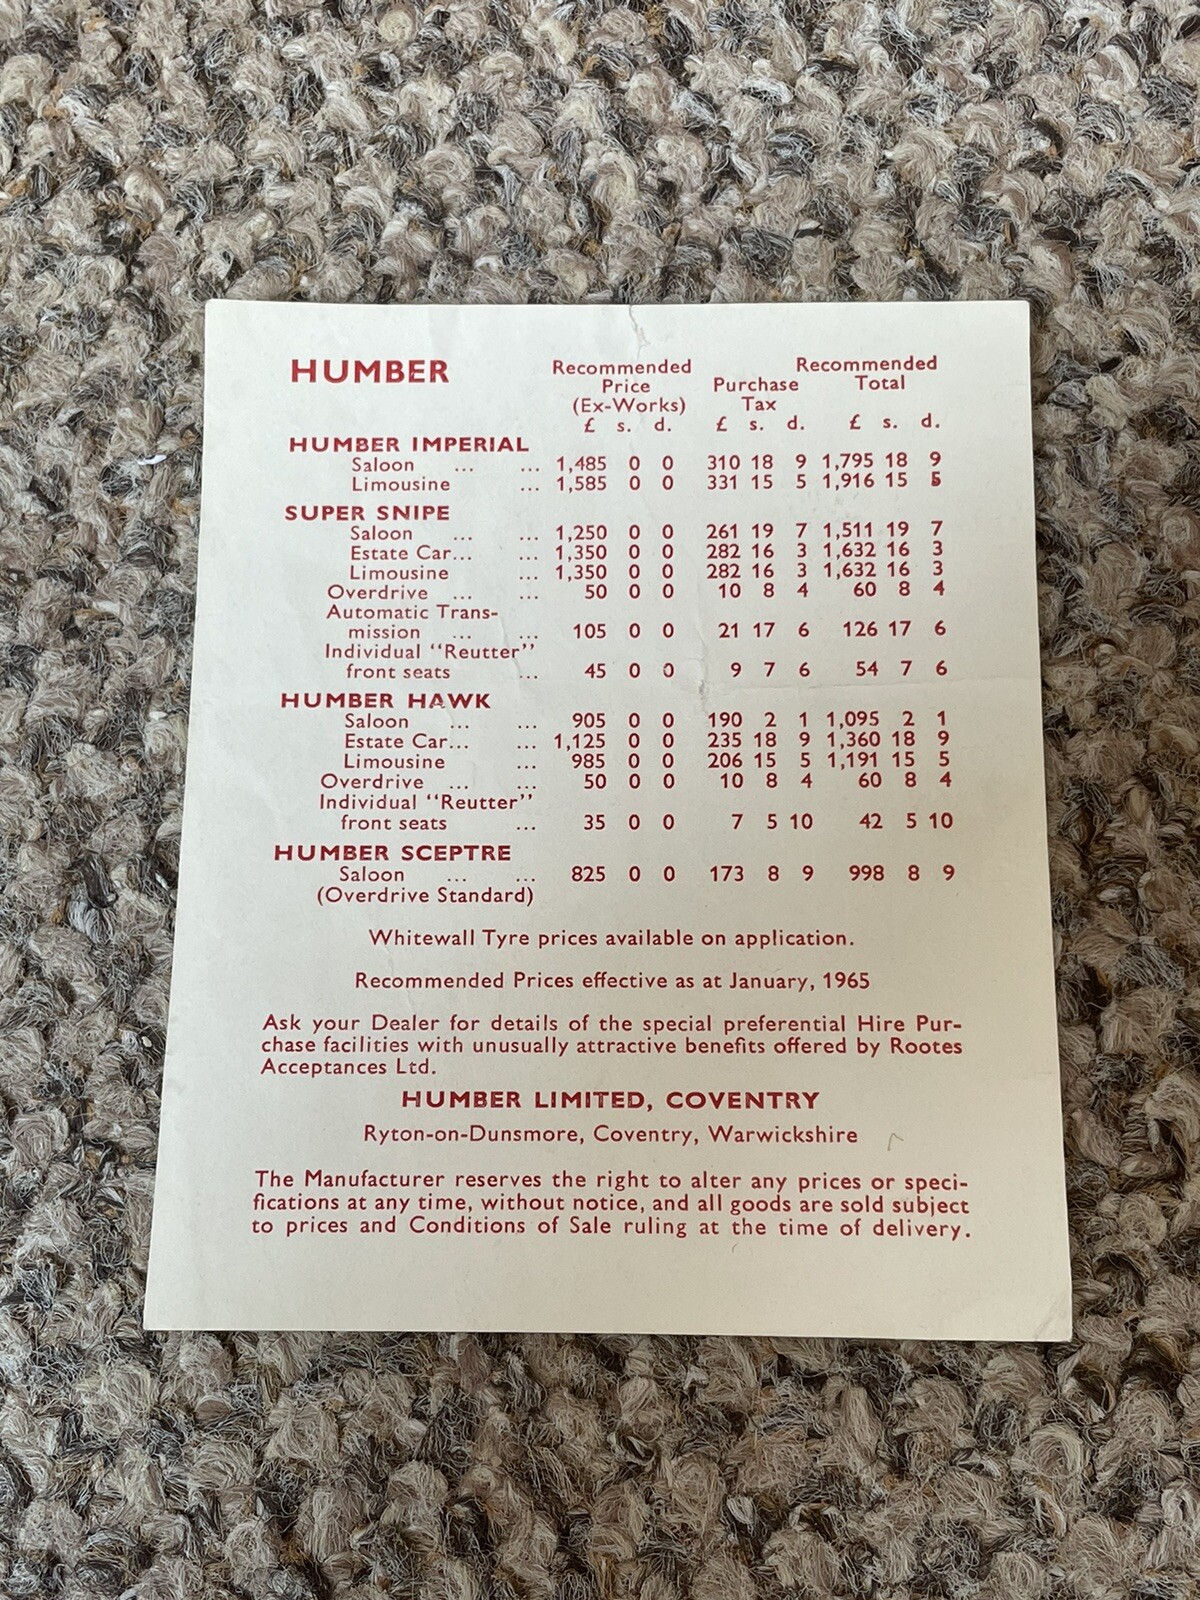 HUMBER Recommended Price (Ex-Works) Purchase Tax Recommended Total
£ s. d. £ s. d. £ s. d.
HUMBER IMPERIAL
Saloon ... ... 1,485 0 0 310 18 9 1,795 18 9
Limousine ... 1,585 0 0 331 15 5 1,916 15 5
SUPER SNIPE
Saloon ... ... 1,250 0 0 261 19 7 1,511 19 7
Estate Car... ... 1,350 0 0 282 16 3 1,632 16 3
Limousine ... 1,350 0 0 282 16 3 1,632 16 3
Overdrive ... ... 50 0 0 10 8 4 60 8 4
Automatic Trans-
mission ... ... 105 0 0 21 17 6 126 17 6
Individual "Reutter"
front seats ... 45 0 0 9 7 6 54 7 6
HUMBER HAWK
Saloon ... ... 905 0 0 190 2 1 1,095 2 1
Estate Car... ... 1,125 0 0 235 18 9 1,360 18 9
Limousine ... 985 0 0 206 15 5 1,191 15 5
Overdrive ... ... 50 0 0 10 8 4 60 8 4
Individual "Reutter"
front seats ... 35 0 0 7 5 10 42 5 10
HUMBER SCEPTRE
Saloon ... ... 825 0 0 173 8 9 998 8 9
(Overdrive Standard)
Whitewall Tyre prices available on application.
Recommended Prices effective as at January, 1965
Ask your Dealer for details of the special preferential Hire Pur-
chase facilities with unusually attractive benefits offered by Rootes
Acceptances Ltd.
HUMBER LIMITED, COVENTRY
Ryton-on-Dunsmore, Coventry, Warwickshire
The Manufacturer reserves the right to alter any prices or speci-
fications at any time, without notice, and all goods are sold subject
to prices and Conditions of Sale ruling at the time of delivery.